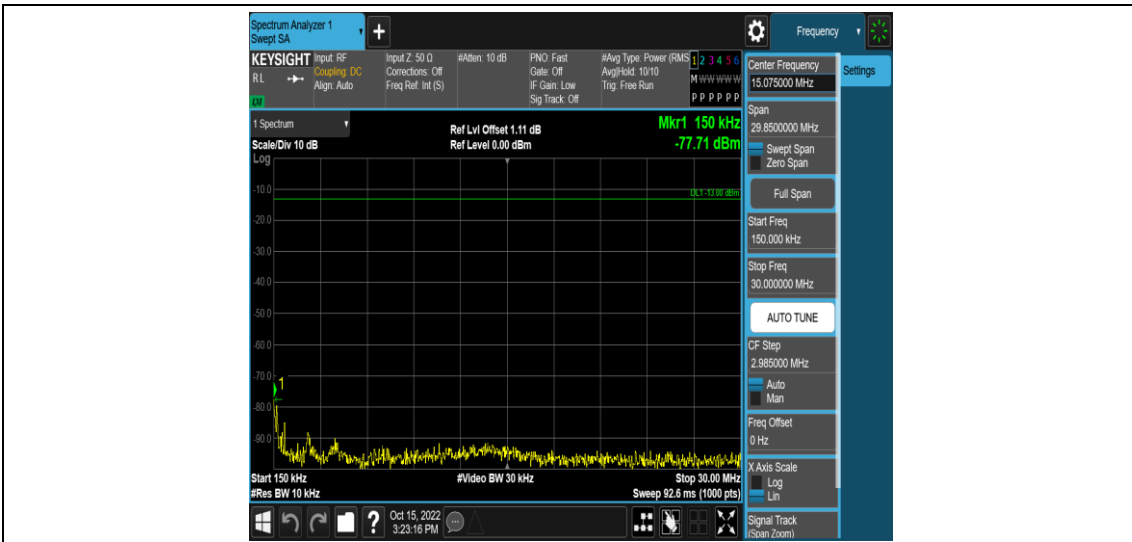 Spectrum Analyzer 1
Swept SA
Frequency
KEYSIGHT
RL
Input: RF
Coupling: DC
Align: Auto
Input Z: 50 Ω
Corrections: Off
Freq Ref: Int (S)
#Atten: 10 dB
PNO: Fast
Gate: Off
IF Gain: Low
Sig Track: Off
#Avg Type: Power (RMS
Avg|Hold: 10/10
Trig: Free Run
1 2 3 4 5 6
M W W W W W
P P P P P P
1 Spectrum
Scale/Div 10 dB
Ref Lvl Offset 1.11 dB
Ref Level 0.00 dBm
Mkr1 150 kHz
-77.71 dBm
Log
DL1 -13.00 dBm
-10.0
-20.0
-30.0
-40.0
-50.0
-60.0
-70.0
1
-80.0
-90.0
Start 150 kHz
#Video BW 30 kHz
Stop 30.00 MHz
#Res BW 10 kHz
Sweep 92.6 ms (1000 pts)
Center Frequency
15.075000 MHz
Settings
Span
29.8500000 MHz
Swept Span
Zero Span
Full Span
Start Freq
150.000 kHz
Stop Freq
30.000000 MHz
AUTO TUNE
CF Step
2.985000 MHz
Auto
Man
Freq Offset
0 Hz
X Axis Scale
Log
Lin
Signal Track
(Span Zoom)
?
Oct 15, 2022
3:23:16 PM